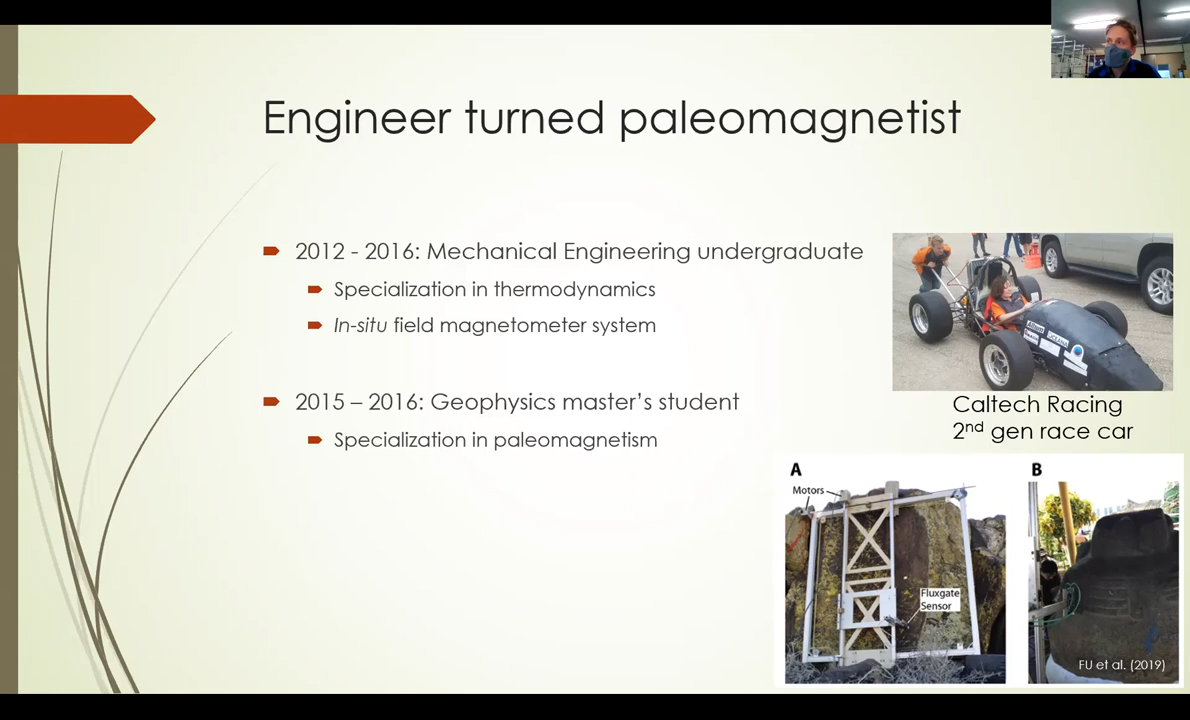 Engineer turned paleomagnetist
2012 - 2016: Mechanical Engineering undergraduate
Specialization in thermodynamics
In-situ field magnetometer system
2015 – 2016: Geophysics master's student
Specialization in paleomagnetism
Caltech Racing
2nd gen race car
A
Motors
Fluxgate
Sensor
B
FU et al. (2019)